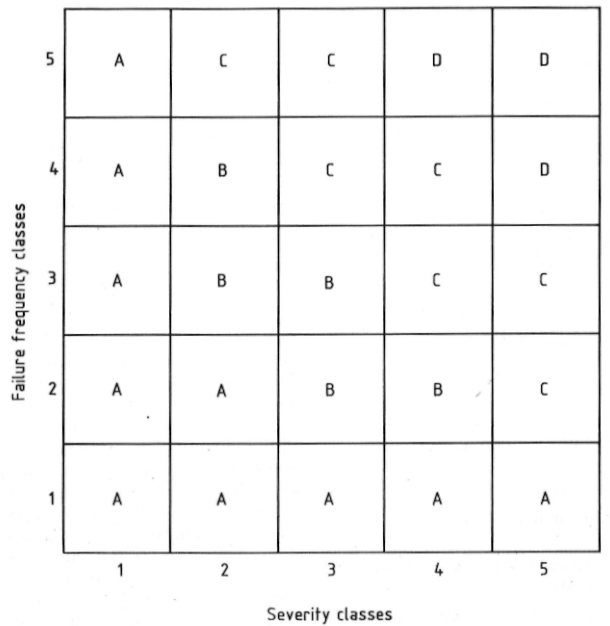 5 A C C D D
4 A B C C D
3 A B B C C
2 A A B B C
1 A A A A A
1 2 3 4 5
Failure frequency classes
Severity classes